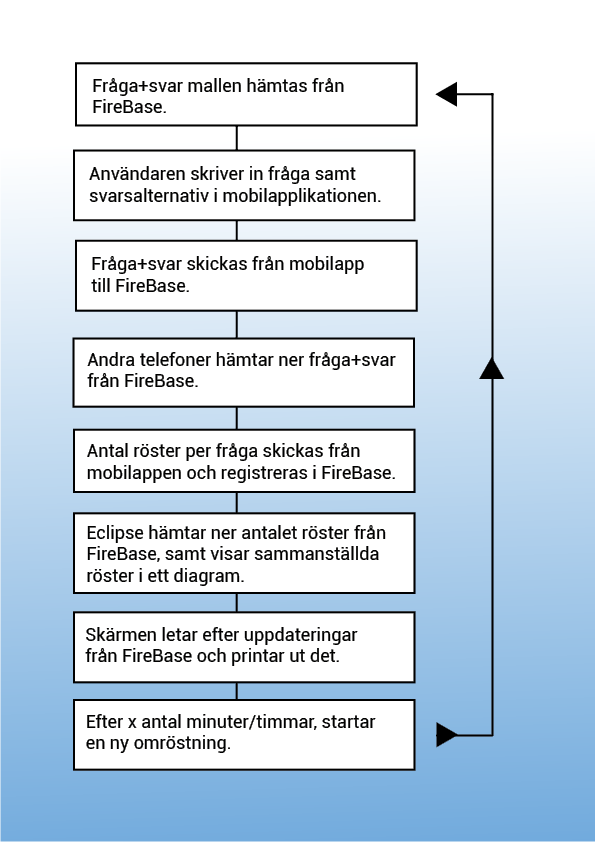 Fråga+svar mallen hämtas från
FireBase.
Användaren skriver in fråga samt
svarsalternativ i mobilapplikationen.
Fråga+svar skickas från mobilapp
till FireBase.
Andra telefoner hämtar ner fråga+svar
från FireBase.
Antal röster per fråga skickas från
mobilappen och registreras i FireBase.
Eclipse hämtar ner antalet röster från
FireBase, samt visar sammanställda
röster i ett diagram.
Skärmen letar efter uppdateringar
från FireBase och printar ut det.
Efter x antal minuter/timmar, startar
en ny omröstning.